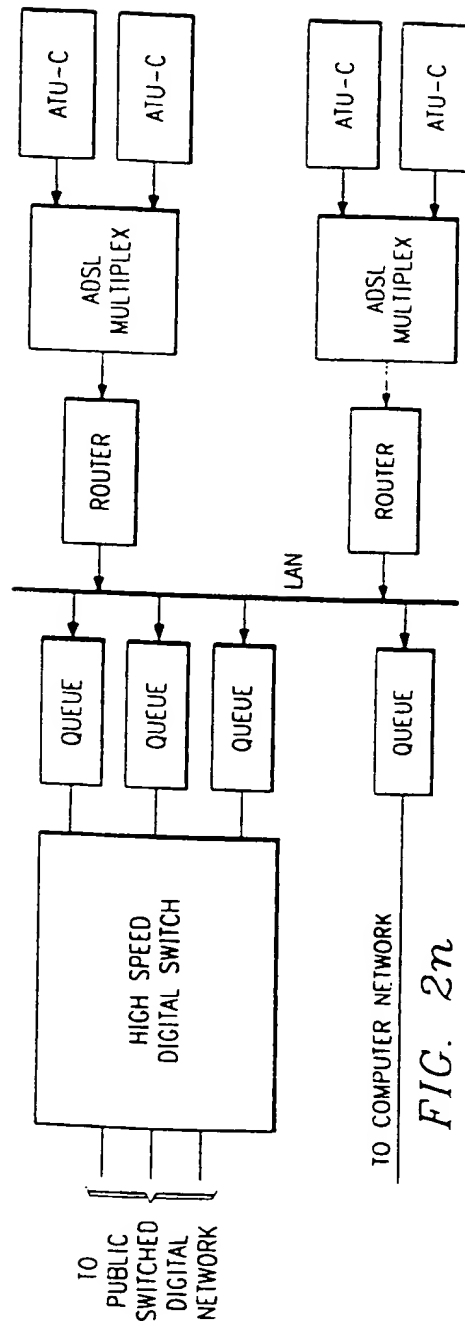 TO
PUBLIC
SWITCHED
DIGITAL
NETWORK
HIGH SPEED
DIGITAL SWITCH
QUEUE
QUEUE
QUEUE
ROUTER
ADSL
MULTIPLEX
ATU-C
ATU-C
LAN
TO COMPUTER NETWORK
QUEUE
ROUTER
ADSL
MULTIPLEX
ATU-C
ATU-C
FIG. 2n